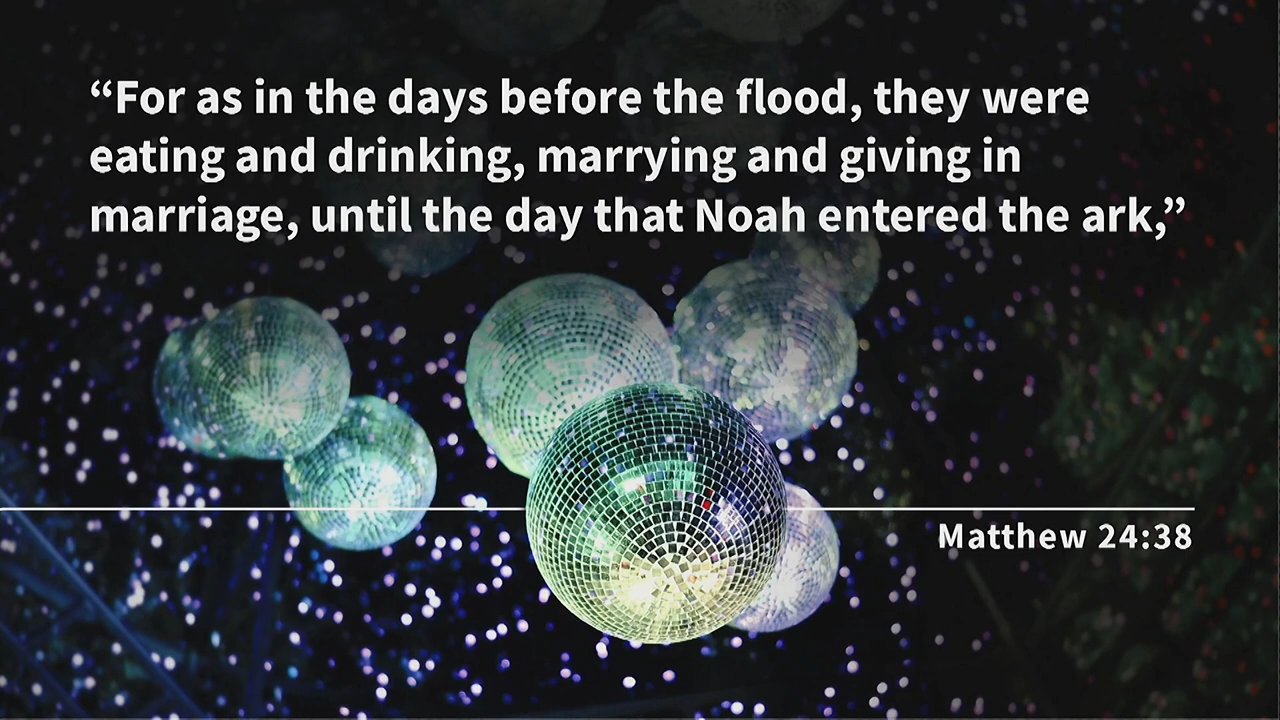 “For as in the days before the flood, they were
eating and drinking, marrying and giving in
marriage, until the day that Noah entered the ark,”
Matthew 24:38